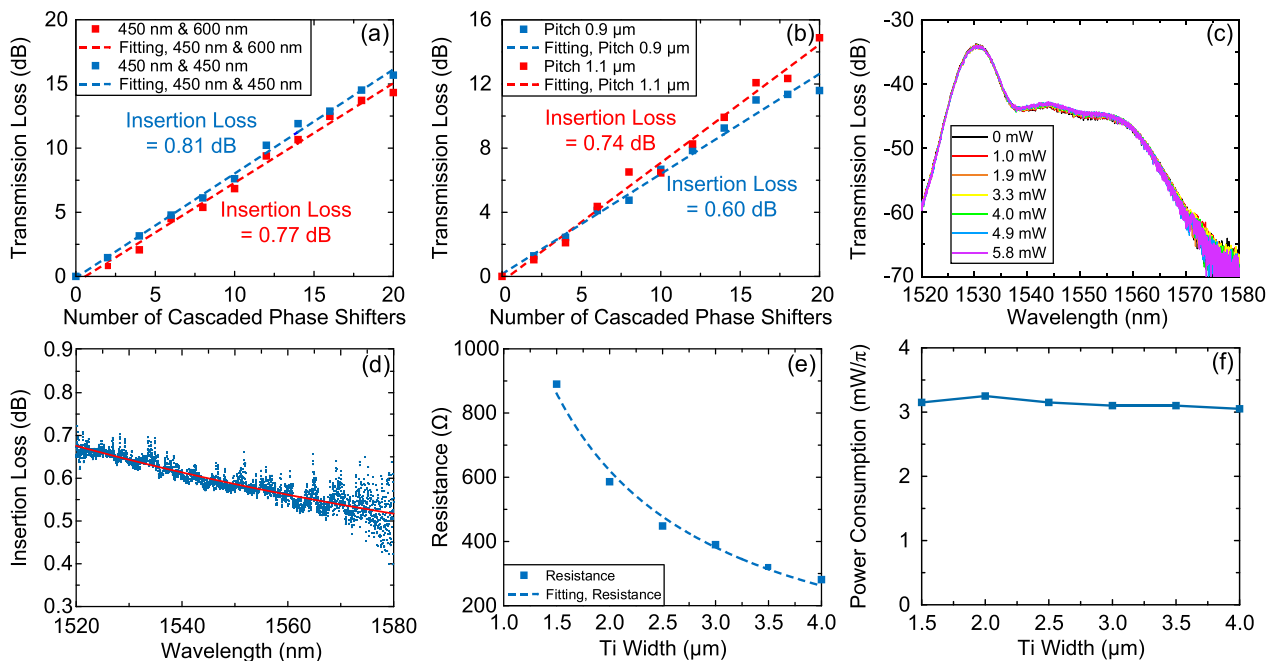 (a)
Transmission Loss (dB)
20
15
10
5
0
450 nm & 600 nm
Fitting, 450 nm & 600 nm
450 nm & 450 nm
Fitting, 450 nm & 450 nm
Insertion Loss
= 0.81 dB
Insertion Loss
= 0.77 dB
0 5 10 15 20
Number of Cascaded Phase Shifters
(b)
Transmission Loss (dB)
16
12
8
4
0
Pitch 0.9 µm
Fitting, Pitch 0.9 µm
Pitch 1.1 µm
Fitting, Pitch 1.1 µm
Insertion Loss
= 0.74 dB
Insertion Loss
= 0.60 dB
0 5 10 15 20
Number of Cascaded Phase Shifters
(c)
Transmission Loss (dB)
-30
-40
-50
-60
-70
0 mW
1.0 mW
1.9 mW
3.3 mW
4.0 mW
4.9 mW
5.8 mW
1520 1530 1540 1550 1560 1570 1580
Wavelength (nm)
(d)
Insertion Loss (dB)
0.9
0.8
0.7
0.6
0.5
0.4
0.3
1520 1540 1560 1580
Wavelength (nm)
(e)
Resistance (Ω)
1000
800
600
400
200
Resistance
Fitting, Resistance
1.0 1.5 2.0 2.5 3.0 3.5 4.0
Ti Width (µm)
(f)
Power Consumption (mW/π)
4
3
2
1
0
1.5 2.0 2.5 3.0 3.5 4.0
Ti Width (µm)